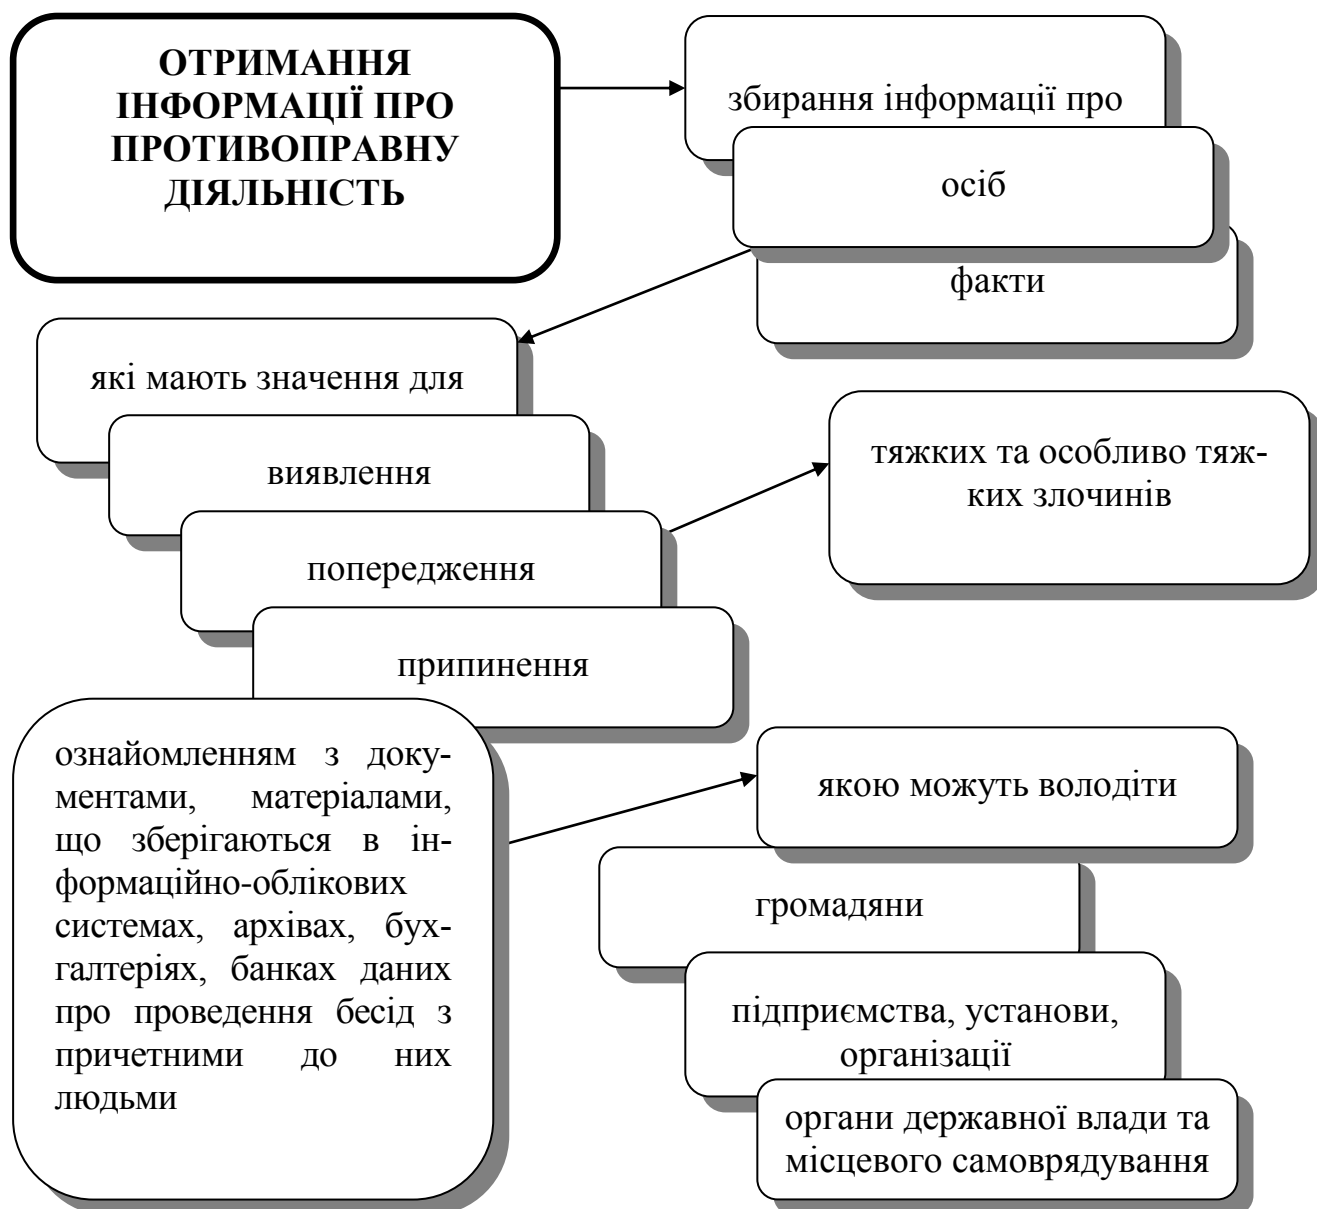 ОТРИМАННЯ
ІНФОРМАЦІЇ ПРО
ПРОТИВОПРАВНУ
ДІЯЛЬНІСТЬ
збирання інформації про
осіб
факти
які мають значення для
виявлення
попередження
припинення
тяжких та особливо тяж-
ких злочинів
ознайомленням з доку-
ментами, матеріалами,
що зберігаються в ін-
формаційно-облікових
системах, архівах, бух-
галтеріях, банках даних
про проведення бесід з
причетними до них
людьми
якою можуть володіти
громадяни
підприємства, установи,
організації
органи державної влади та
місцевого самоврядування